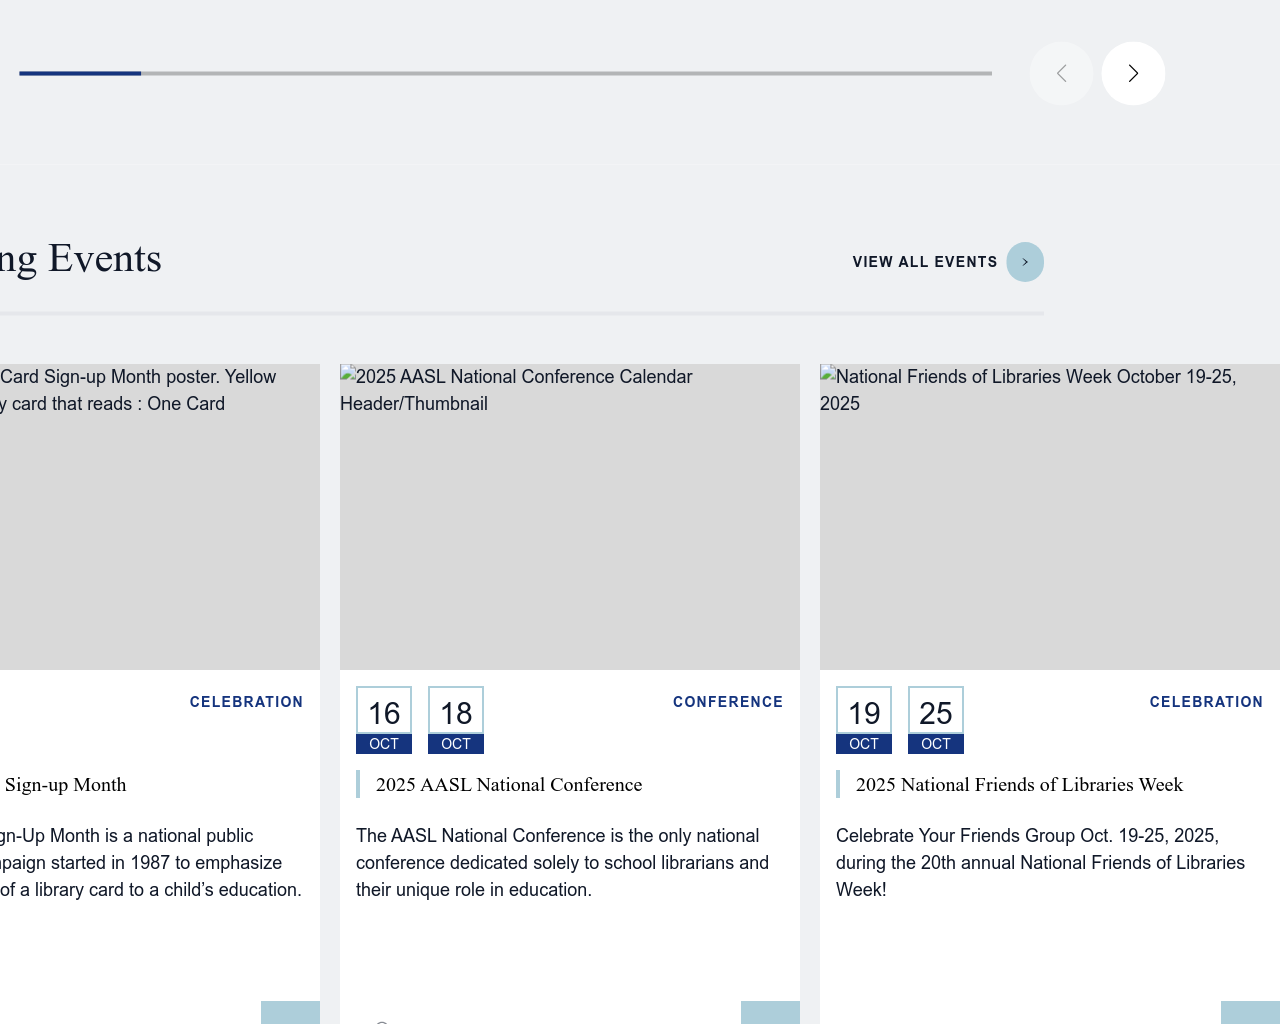 ng Events
VIEW ALL EVENTS
Card Sign-up Month poster. Yellow
y card that reads : One Card
CELEBRATION
Sign-up Month
gn-Up Month is a national public
paign started in 1987 to emphasize
of a library card to a child’s education.
2025 AASL National Conference Calendar
Header/Thumbnail
16 18
OCT OCT
CONFERENCE
2025 AASL National Conference
The AASL National Conference is the only national
conference dedicated solely to school librarians and
their unique role in education.
National Friends of Libraries Week October 19-25,
2025
19 25
OCT OCT
CELEBRATION
2025 National Friends of Libraries Week
Celebrate Your Friends Group Oct. 19-25, 2025,
during the 20th annual National Friends of Libraries
Week!